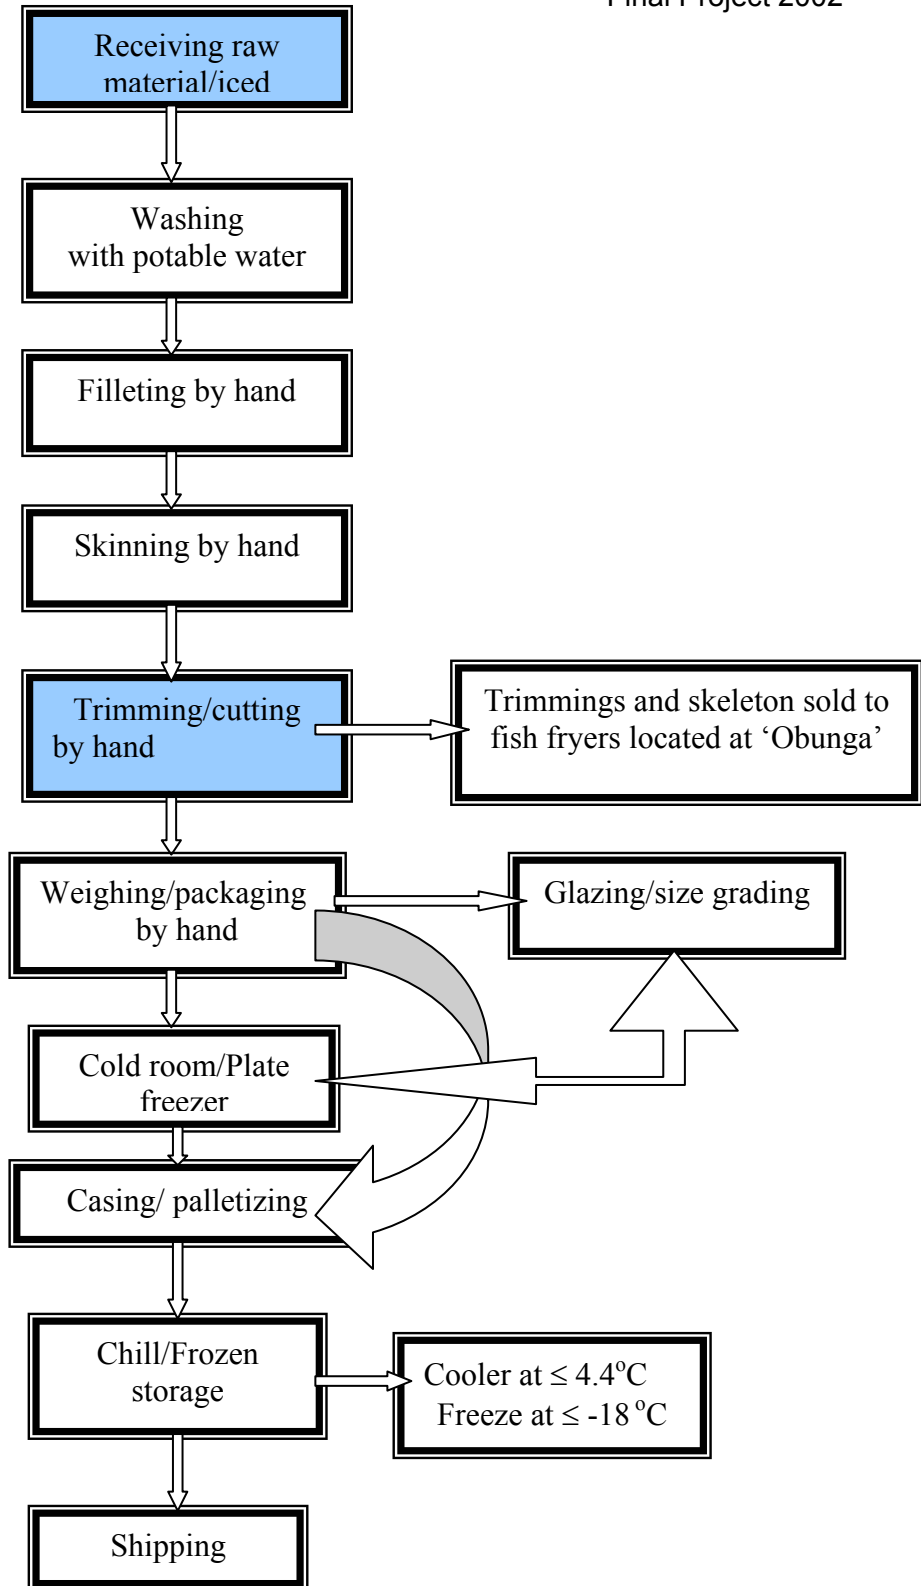 Final Project 2002
Receiving raw
material/iced
Washing
with potable water
Filleting by hand
Skinning by hand
Trimming/cutting
by hand
Trimmings and skeleton sold to
fish fryers located at ‘Obunga’
Weighing/packaging
by hand
Glazing/size grading
Cold room/Plate
freezer
Casing/ palletizing
Chill/Frozen
storage
Cooler at ≤ 4.4°C
Freeze at ≤ -18 °C
Shipping